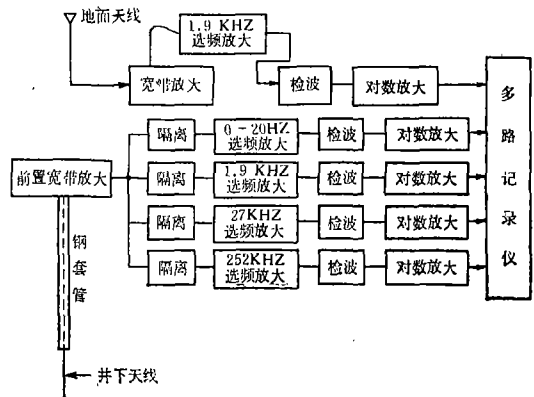 地面天线
1.9 KHZ
选频放大
宽带放大
检波
对数放大
多路记录仪
隔离
0-20HZ
选频放大
检波
对数放大
前置宽带放大
隔离
1.9 KHZ
选频放大
检波
对数放大
隔离
27KHZ
选频放大
检波
对数放大
隔离
252KHZ
选频放大
检波
对数放大
钢套管
井下天线